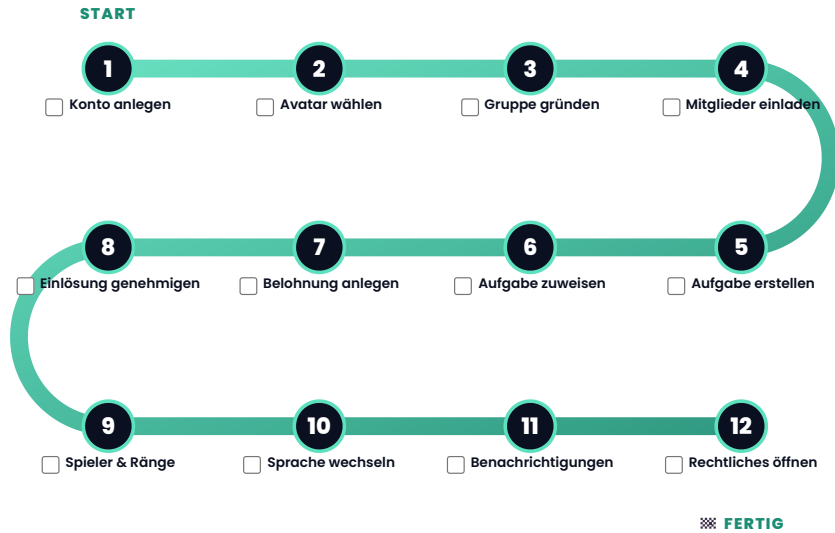 START
1
2
3
4
Konto anlegen
Avatar wählen
Gruppe gründen
Mitglieder einladen
8
7
6
5
Einlösung genehmigen
Belohnung anlegen
Aufgabe zuweisen
Aufgabe erstellen
9
10
11
12
Spieler & Ränge
Sprache wechseln
Benachrichtigungen
Rechtliches öffnen
FERTIG